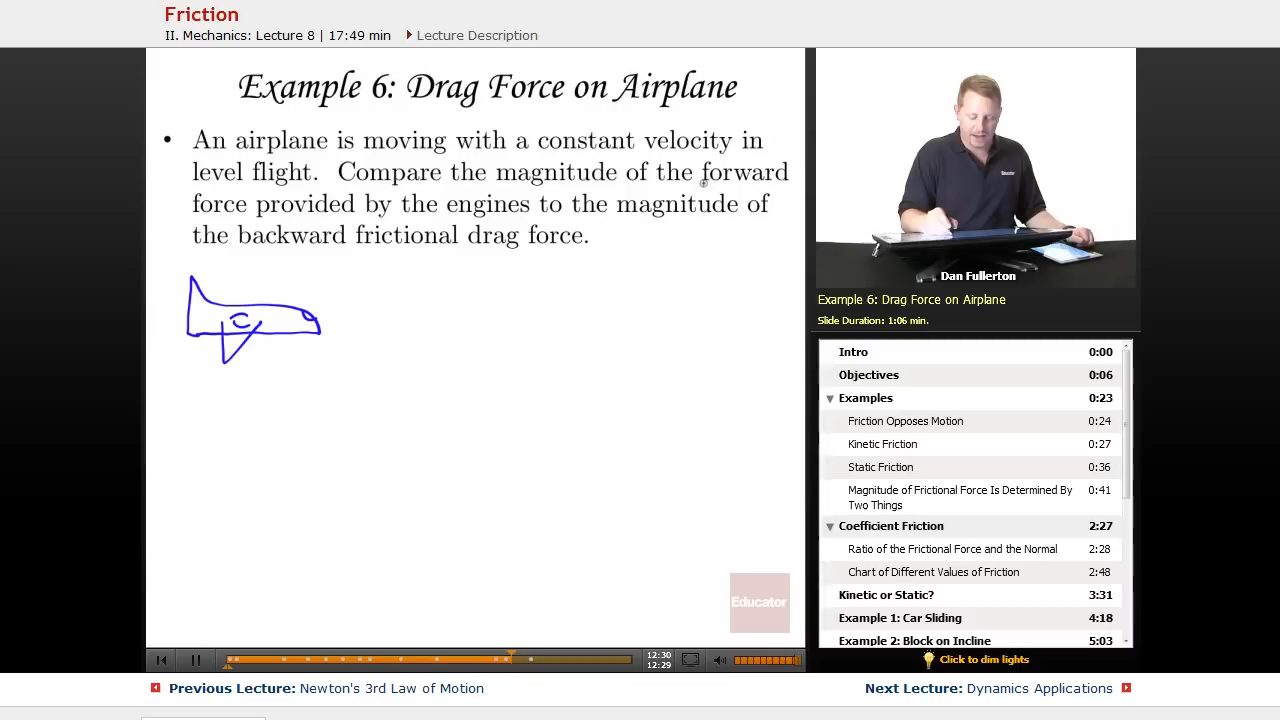 Friction
II. Mechanics: Lecture 8 | 17:49 min
Lecture Description
Example 6: Drag Force on Airplane
• An airplane is moving with a constant velocity in
level flight. Compare the magnitude of the forward
force provided by the engines to the magnitude of
the backward frictional drag force.
Educator
12:30
12:29
Dan Fullerton
Example 6: Drag Force on Airplane
Slide Duration: 1:06 min.
Intro 0:00
Objectives 0:06
Examples 0:23
Friction Opposes Motion 0:24
Kinetic Friction 0:27
Static Friction 0:36
Magnitude of Frictional Force Is Determined By 0:41
Two Things
Coefficient Friction 2:27
Ratio of the Frictional Force and the Normal 2:28
Chart of Different Values of Friction 2:48
Kinetic or Static? 3:31
Example 1: Car Sliding 4:18
Example 2: Block on Incline 5:03
Click to dim lights
Previous Lecture: Newton's 3rd Law of Motion
Next Lecture: Dynamics Applications